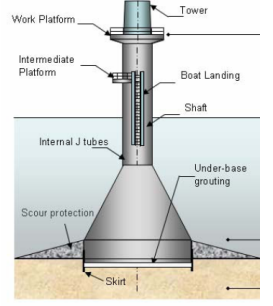 Tower
Work Platform
Intermediate
Platform
Boat Landing
Shaft
Internal J tubes
Under-base
grouting
Scour protection
Skirt